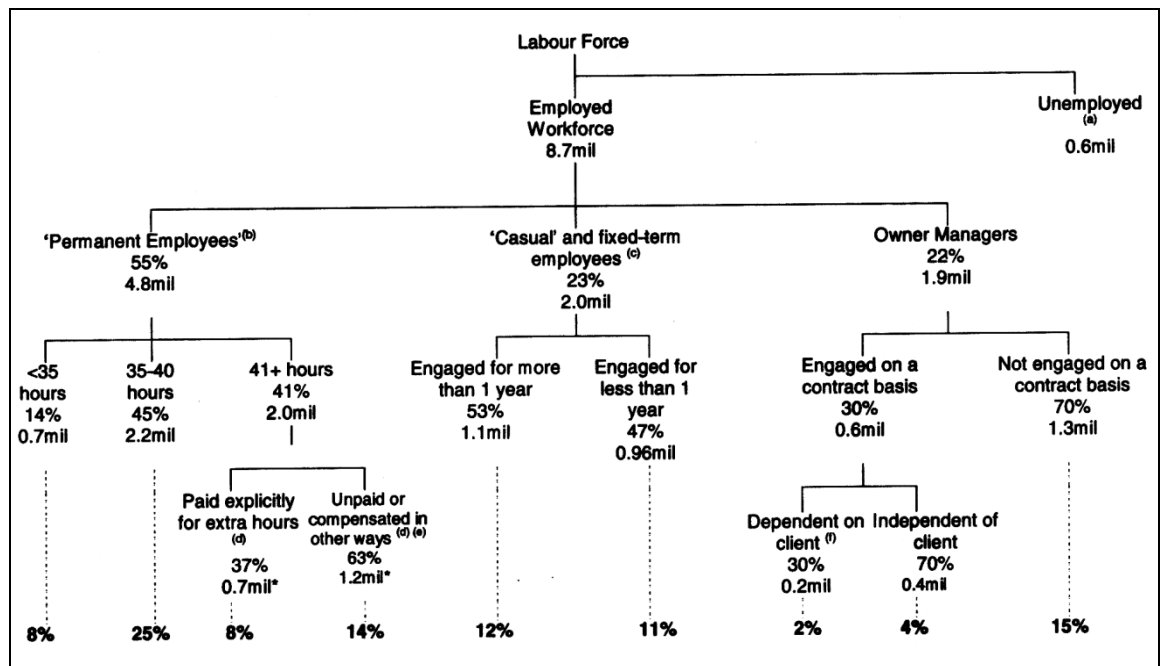 Labour Force
Employed
Workforce
8.7mil
Unemployed
(a)
0.6mil
'Permanent Employees'(b)
55%
4.8mil
'Casual' and fixed-term
employees (c)
23%
2.0mil
Owner Managers
22%
1.9mil
<35
hours
14%
0.7mil
35–40
hours
45%
2.2mil
41+ hours
41%
2.0mil
Engaged for more
than 1 year
53%
1.1mil
Engaged for
less than 1
year
47%
0.96mil
Engaged on a
contract basis
30%
0.6mil
Not engaged on a
contract basis
70%
1.3mil
Paid explicitly
for extra hours
(d)
37%
0.7mil*
Unpaid or
compensated in
other ways (d) (e)
63%
1.2mil*
Dependent on
client (f)
30%
0.2mil
Independent of
client
70%
0.4mil
8% 25% 8% 14% 12% 11% 2% 4% 15%